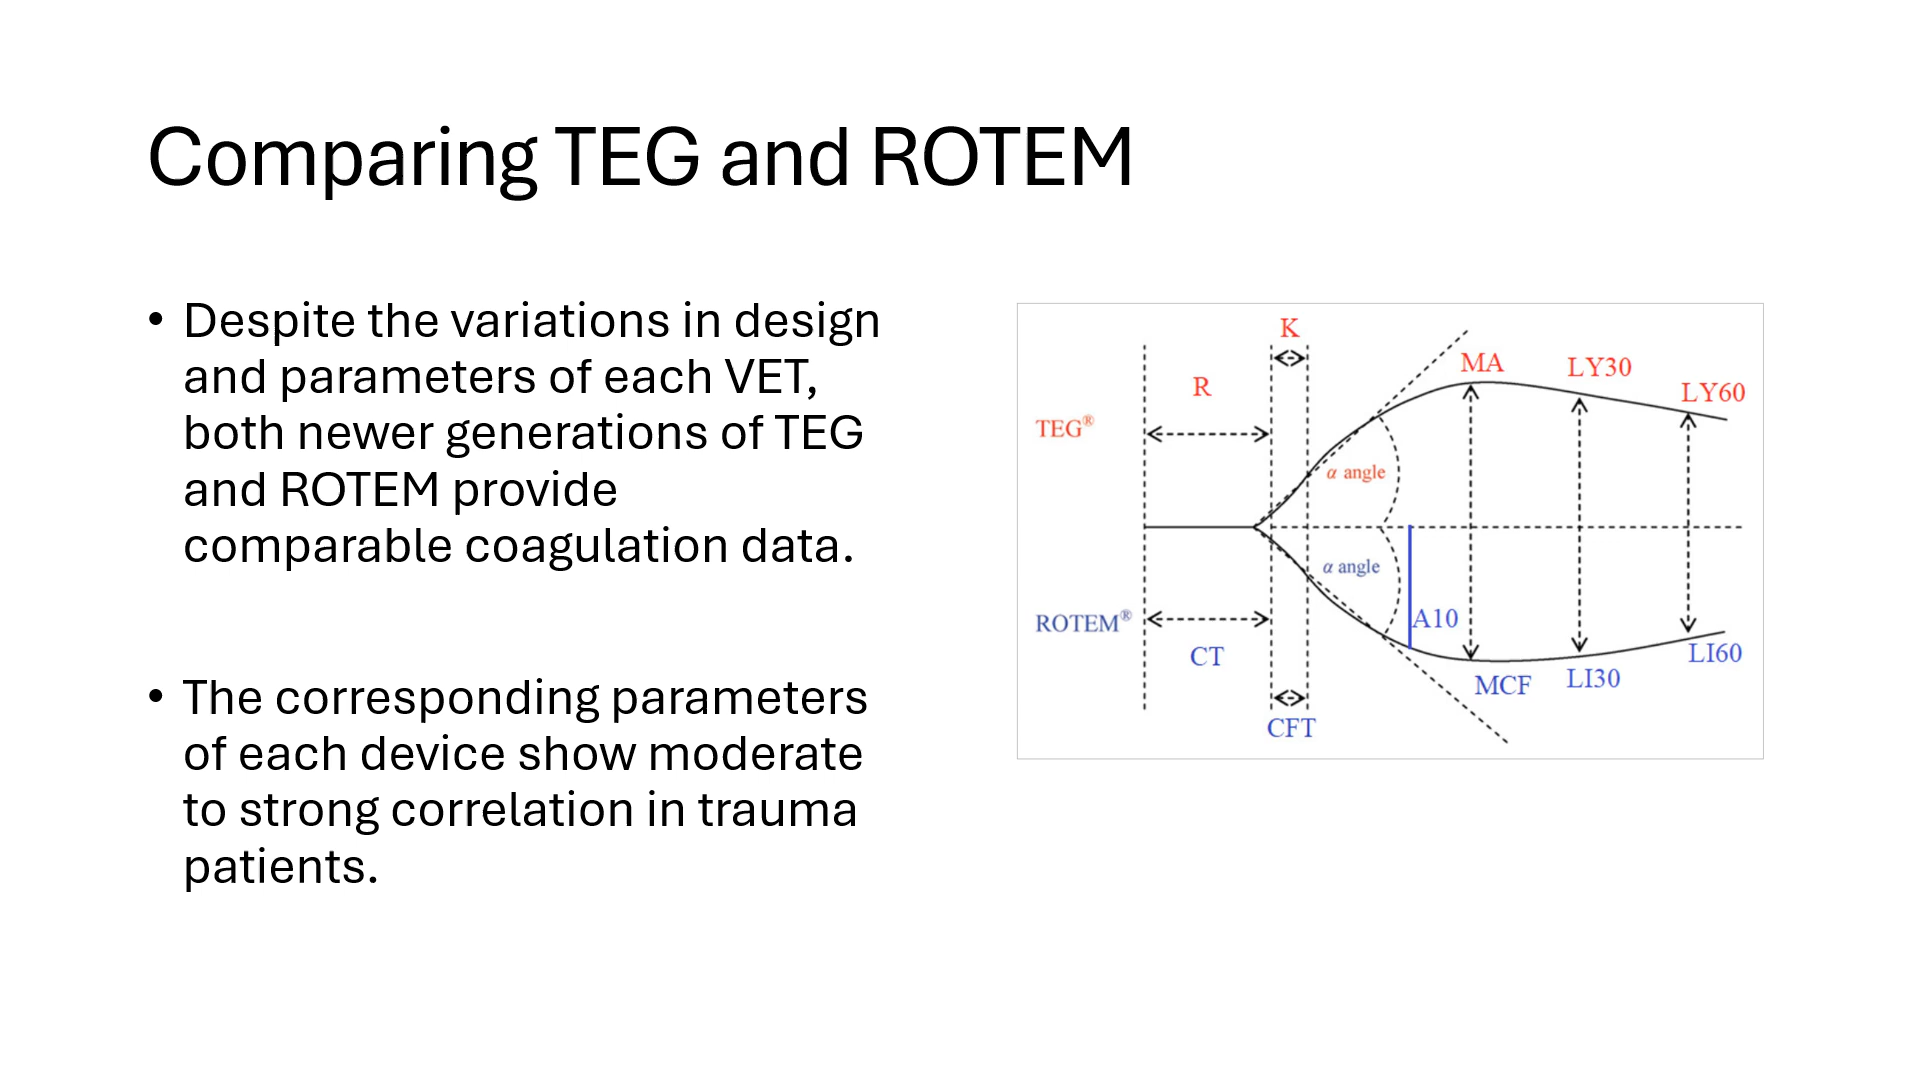 Comparing TEG and ROTEM
• Despite the variations in design
and parameters of each VET,
both newer generations of TEG
and ROTEM provide
comparable coagulation data.
• The corresponding parameters
of each device show moderate
to strong correlation in trauma
patients.
K
MA
LY30
LY60
R
TEG®
α angle
α angle
A10
ROTEM®
CT
LI60
LI30
MCF
CFT